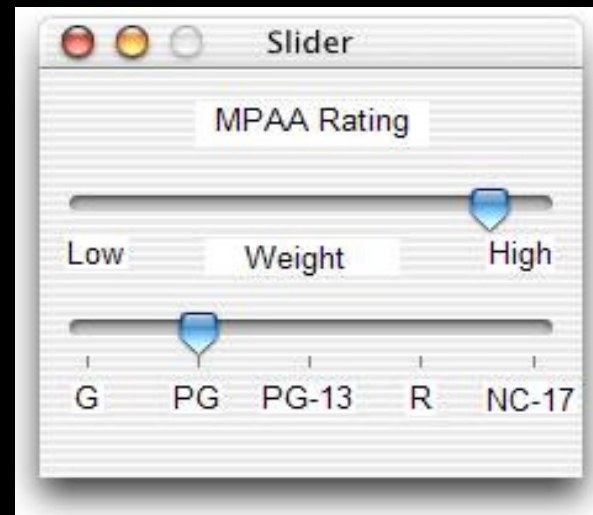 Slider
MPAA Rating
Low Weight High
G PG PG-13 R NC-17